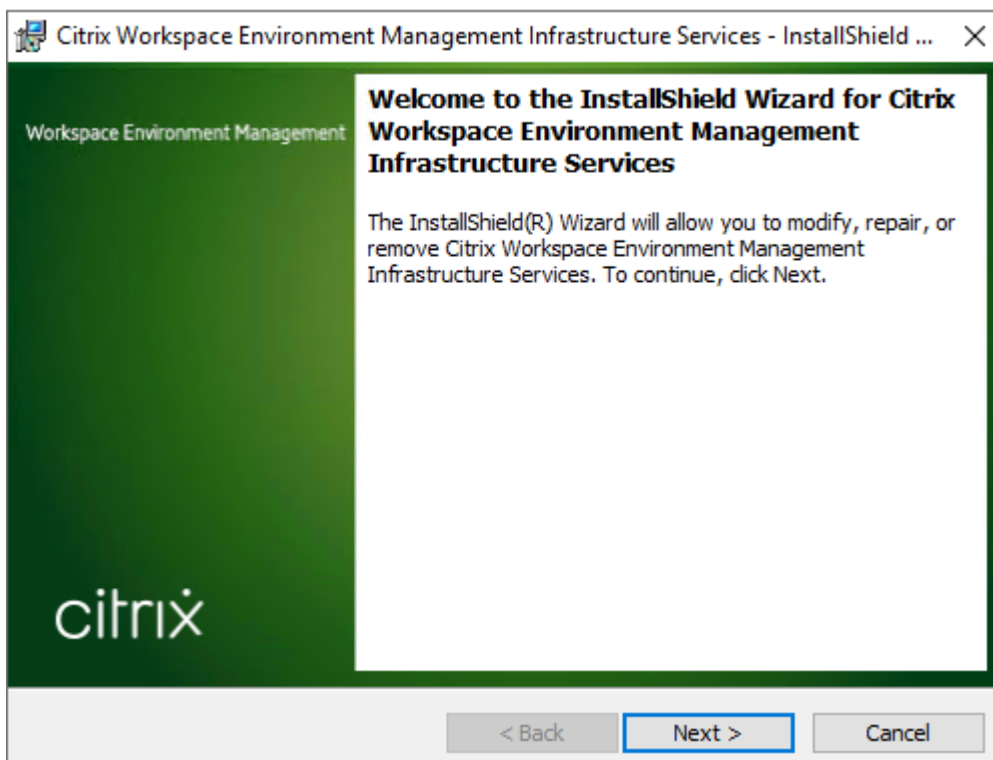 Citrix Workspace Environment Management Infrastructure Services - InstallShield ...
Workspace Environment Management
Welcome to the InstallShield Wizard for Citrix
Workspace Environment Management
Infrastructure Services
The InstallShield(R) Wizard will allow you to modify, repair, or
remove Citrix Workspace Environment Management
Infrastructure Services. To continue, click Next.
citrix
< Back
Next >
Cancel